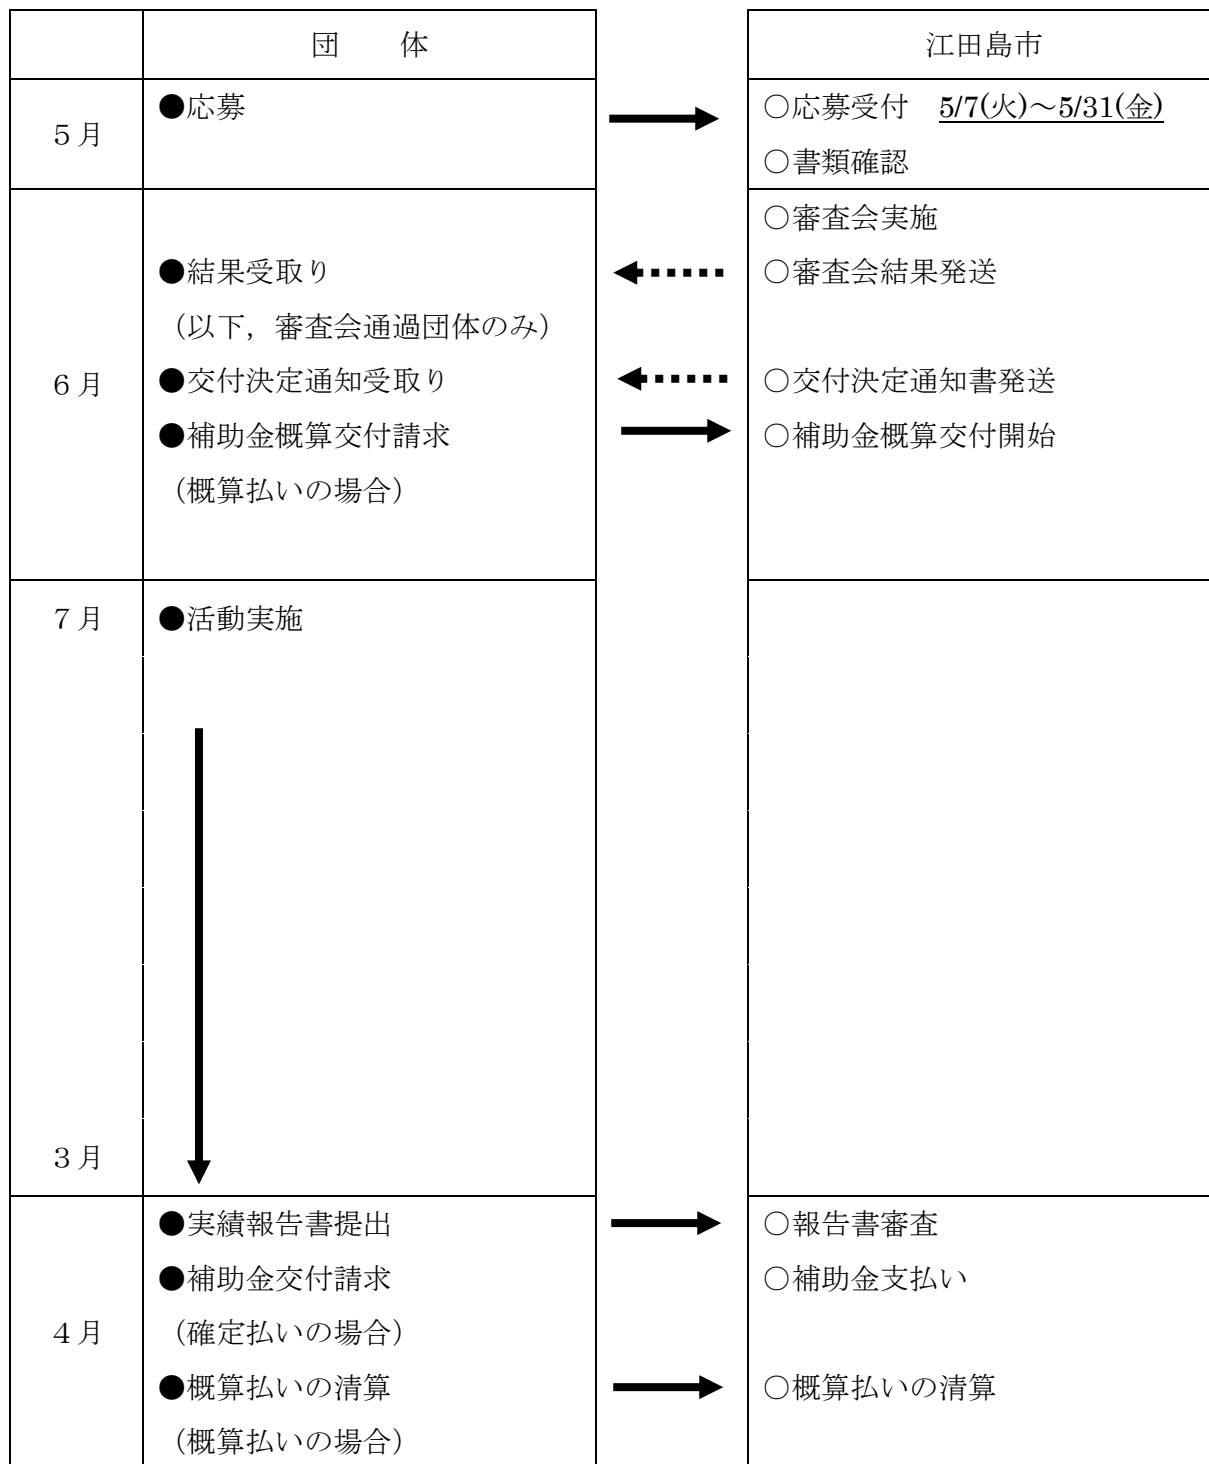 団　　体　江田島市
５月　●応募　○応募受付　5/7(火)～5/31(金)
○書類確認
○審査会実施
●結果受取り　○審査会結果発送
（以下，審査会通過団体のみ）
６月　●交付決定通知受取り　○交付決定通知書発送
●補助金概算交付請求　○補助金概算交付開始
（概算払いの場合）
７月　●活動実施
３月
●実績報告書提出　○報告書審査
●補助金交付請求　○補助金支払い
４月　（確定払いの場合）
●概算払いの清算　○概算払いの清算
（概算払いの場合）